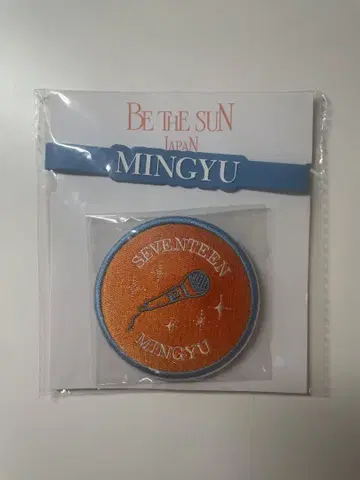 BE THE SUN
JAPAN
MINGYU
SEVENTEEN
MINGYU